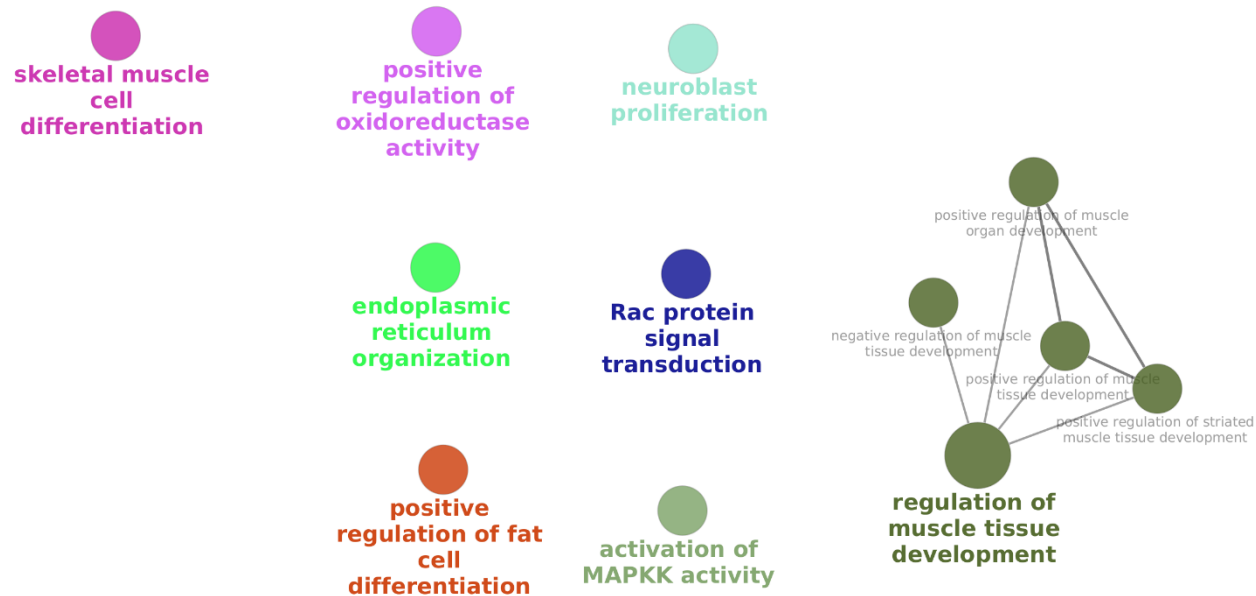 skeletal muscle
cell
differentiation
positive
regulation of
oxidoreductase
activity
neuroblast
proliferation
positive regulation of muscle
organ development
endoplasmic
reticulum
organization
Rac protein
signal
transduction
negative regulation of muscle
tissue development
positive regulation of muscle
tissue development
positive regulation of striated
muscle tissue development
positive
regulation of fat
cell
differentiation
activation of
MAPKK activity
regulation of
muscle tissue
development